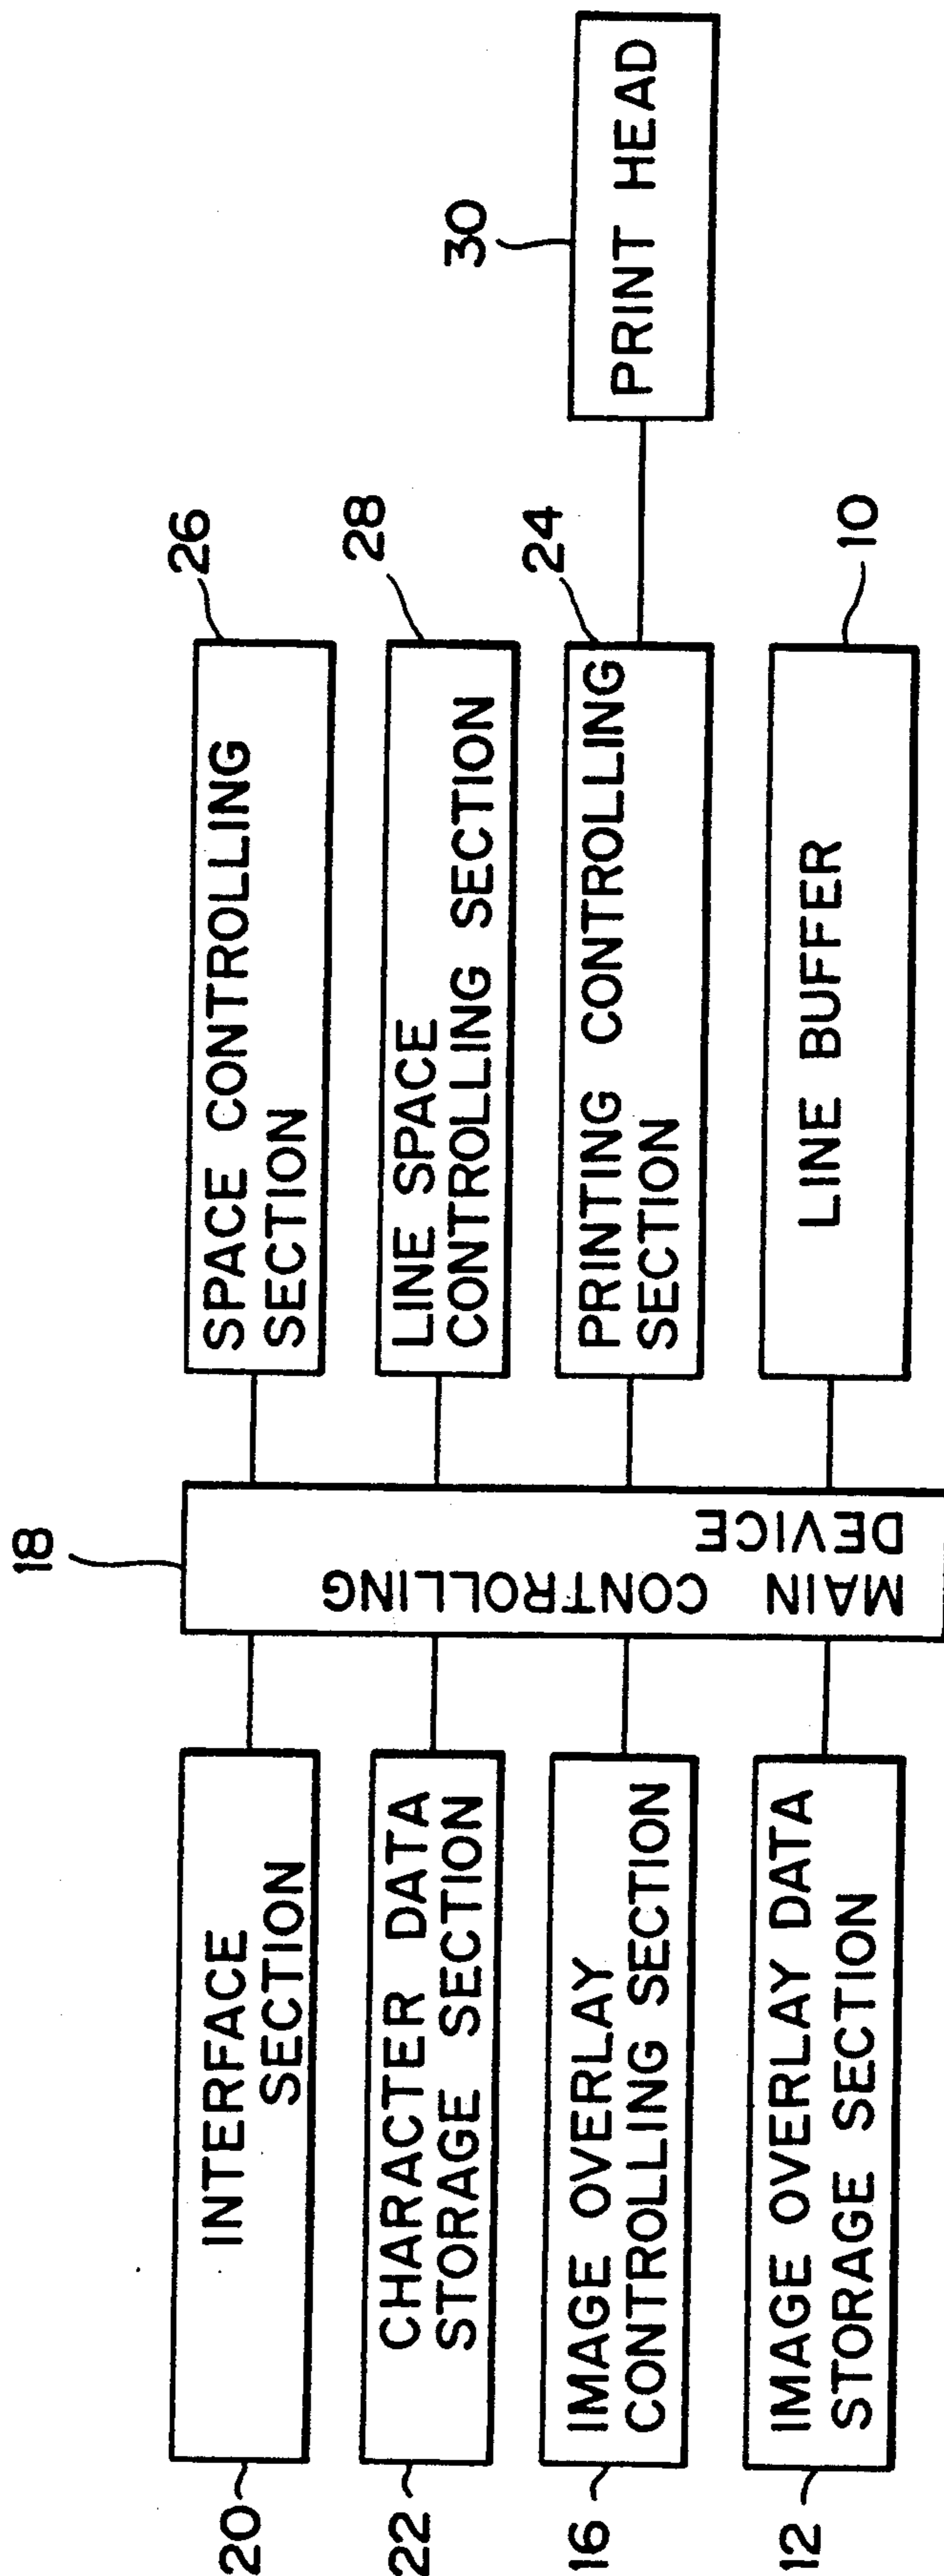 18
20
INTERFACE
SECTION
22
CHARACTER DATA
STORAGE SECTION
16
IMAGE OVERLAY
CONTROLLING SECTION
12
IMAGE OVERLAY DATA
STORAGE SECTION
MAIN CONTROLLING
DEVICE
26
SPACE CONTROLLING
SECTION
28
LINE SPACE
CONTROLLING SECTION
24
PRINTING CONTROLLING
SECTION
10
LINE BUFFER
30
PRINT HEAD